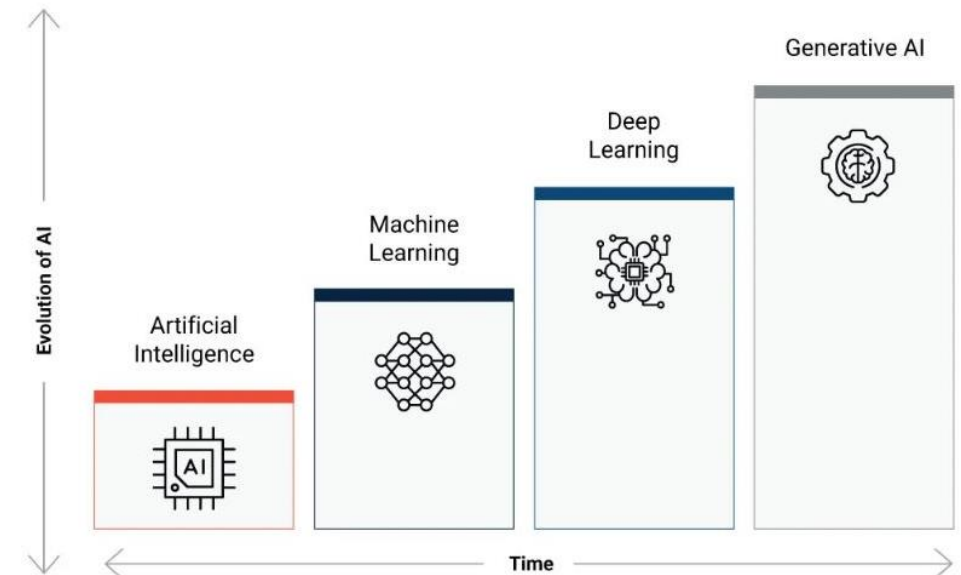 Generative AI
Deep
Learning
Machine
Learning
Artificial
Intelligence
AI
Evolution of AI
Time